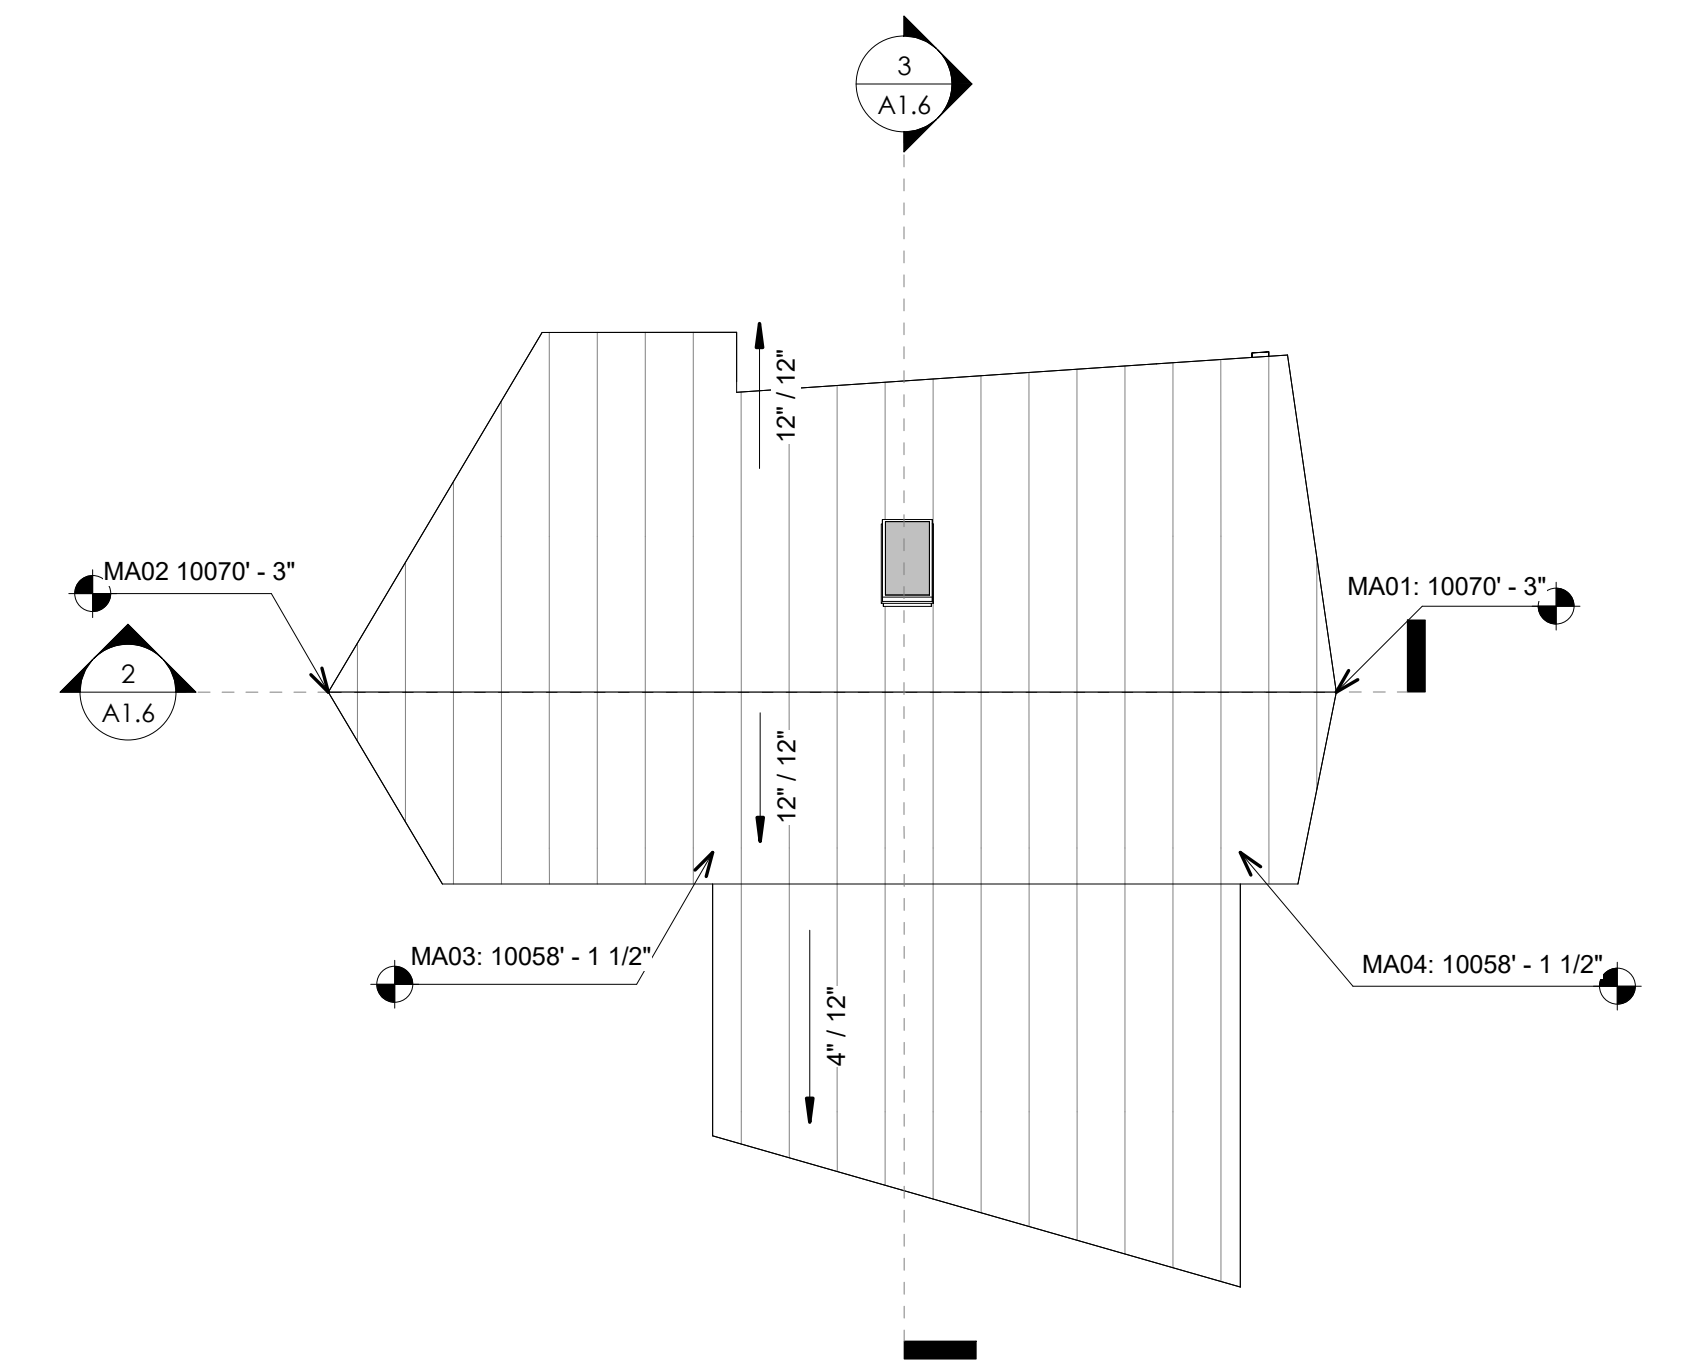 3
A1.6
12" / 12"
MA02 10070' - 3"
MA01: 10070' - 3"
2
A1.6
12" / 12"
MA03: 10058' - 1 1/2"
MA04: 10058' - 1 1/2"
4" / 12"